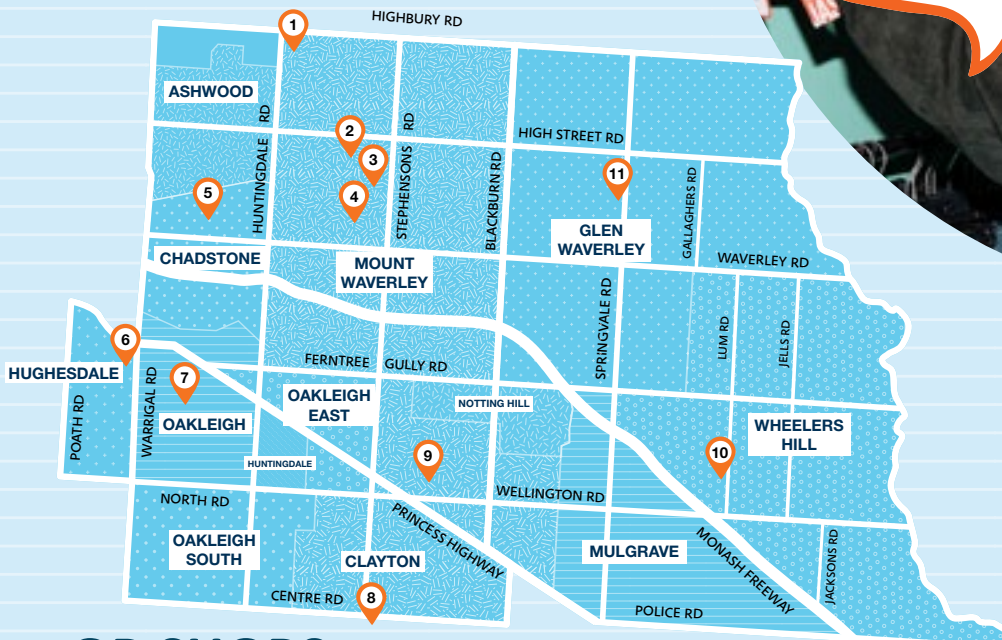 HIGHBURY RD
1
ASHWOOD
HUNTINGDALE RD
2
STEPHENSONS RD
HIGH STREET RD
3
BLACKBURN RD
11
GALLAGHERS RD
5
4
GLEN
WAVERLEY
CHADSTONE
MOUNT
WAVERLEY
WAVERLEY RD
SPRINGVALE RD
LUM RD
JELLS RD
6
FERNTREE GULLY RD
HUGHESDALE
7
POATH RD
WARRIGAL RD
OAKLEIGH
OAKLEIGH
EAST
NOTTING HILL
WHEELERS
HILL
HUNTINGDALE
9
10
NORTH RD
WELLINGTON RD
PRINCESS HIGHWAY
OAKLEIGH
SOUTH
CLAYTON
MULGRAVE
MONASH FREEWAY
JACKSONS RD
CENTRE RD
8
POLICE RD